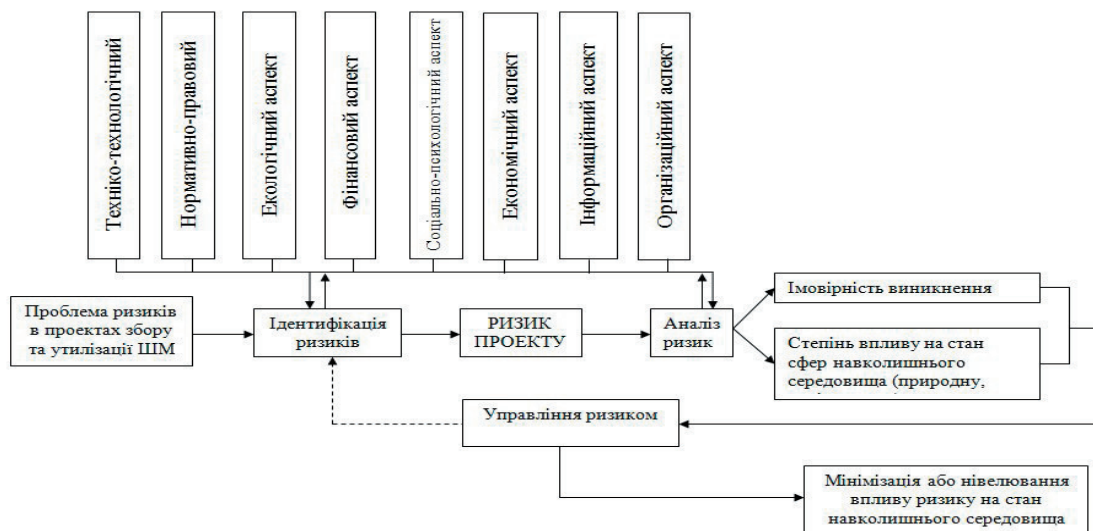 Техніко-технологічний
Нормативно-правовий
Екологічний аспект
Фінансовий аспект
Соціально-психологічний аспект
Економічний аспект
Інформаційний аспект
Організаційний аспект
Проблема ризиків
в проектах збору
та утилізації ШМ
Ідентифікація
ризиків
РИЗИК
ПРОЕКТУ
Аналіз
ризик
Імовірність виникнення
Степінь впливу на стан
сфер навколишнього
середовища (природну,
Управління ризиком
Мінімізація або нівелювання
впливу ризику на стан
навколишнього середовища